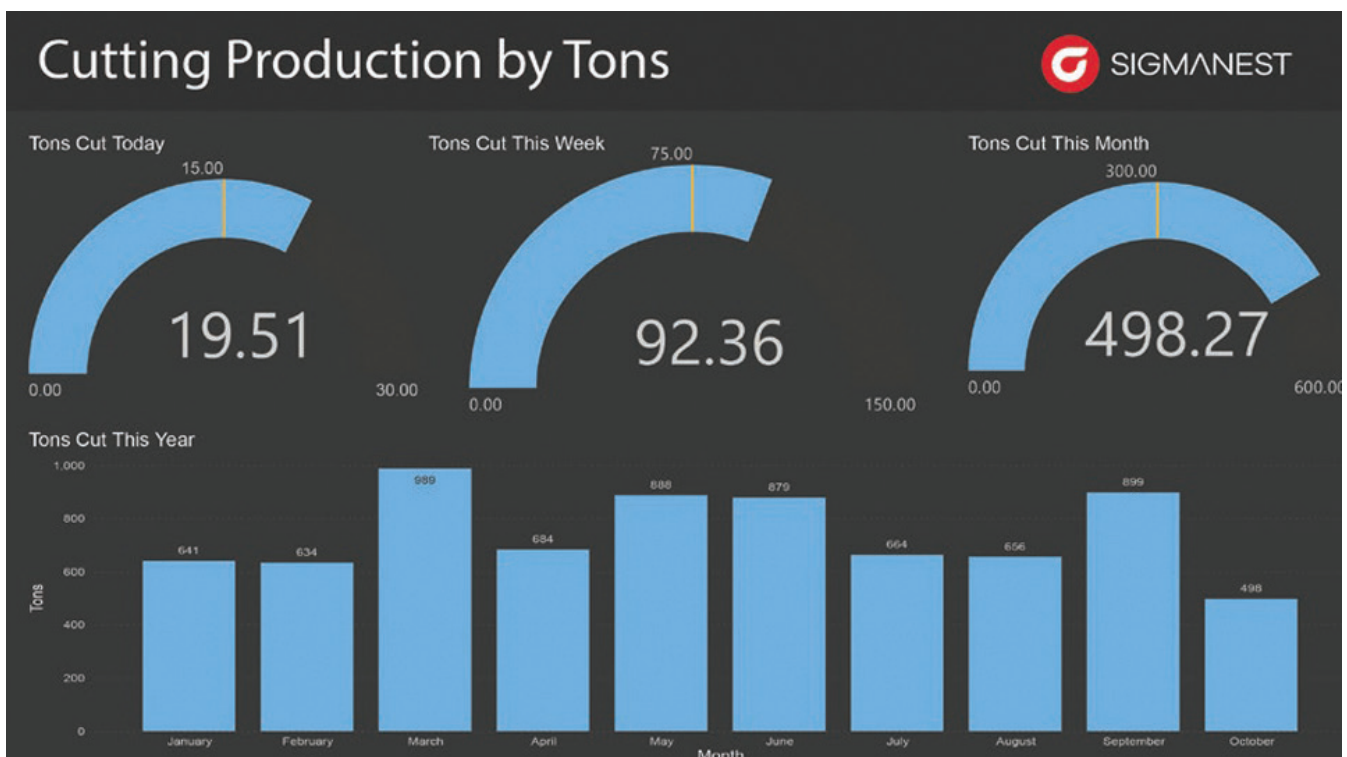 Cutting Production by Tons
SIGMANEST
Tons Cut Today
Tons Cut This Week
Tons Cut This Month
15.00
75.00
300.00
19.51
92.36
498.27
0.00
30.00
0.00
150.00
0.00
600.00
Tons Cut This Year
1,000
800
600
400
200
0
Tons
641
634
989
684
888
879
664
656
899
498
January
February
March
April
May
June
July
August
September
October
Month